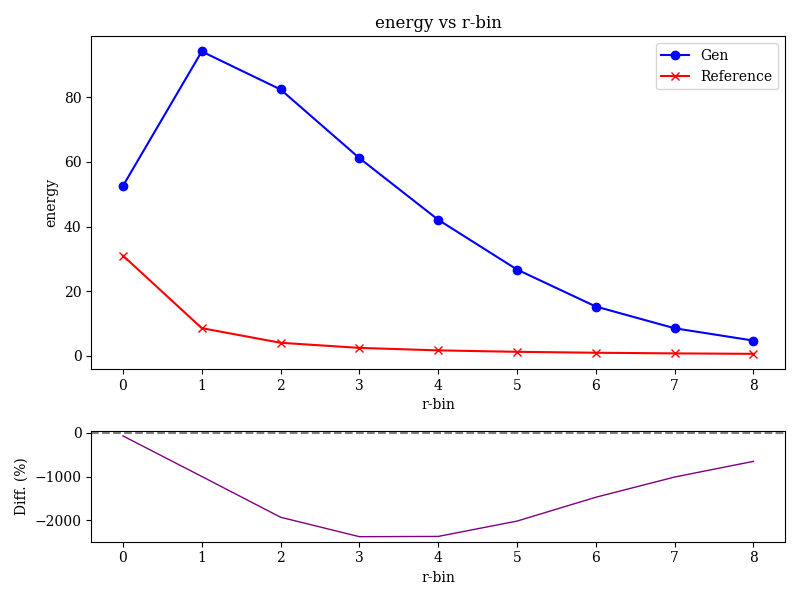 energy vs r-bin
Gen
Reference
energy
80
60
40
20
0
0 1 2 3 4 5 6 7 8
r-bin
Diff. (%)
0
−1000
−2000
0 1 2 3 4 5 6 7 8
r-bin